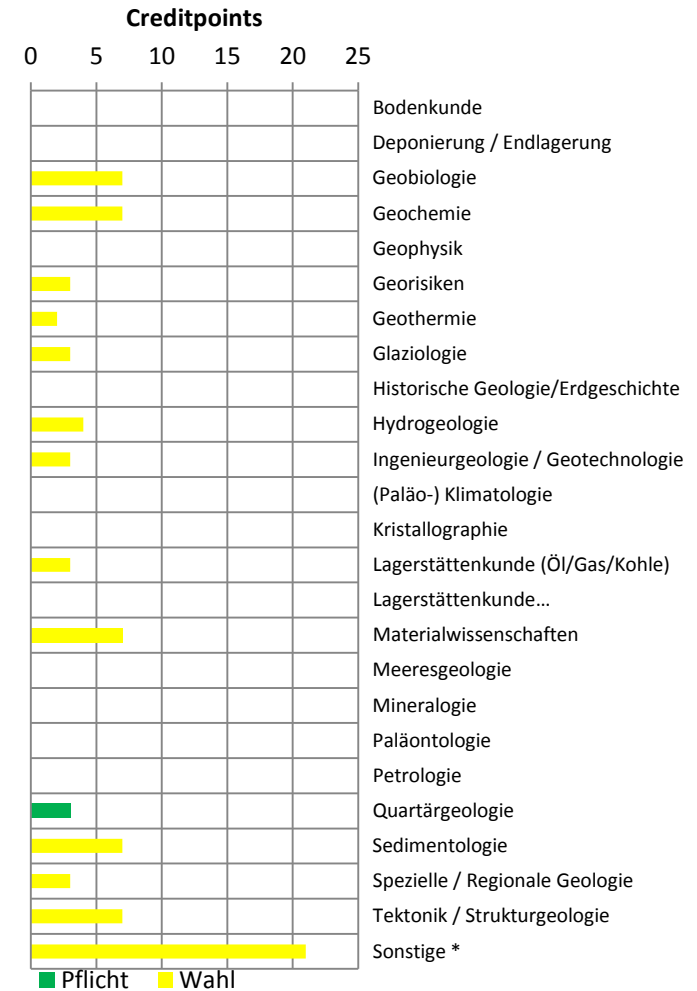 Creditpoints
0 5 10 15 20 25
Bodenkunde
Deponierung / Endlagerung
Geobiologie
Geochemie
Geophysik
Georisiken
Geothermie
Glaziologie
Historische Geologie/Erdgeschichte
Hydrogeologie
Ingenieurgeologie / Geotechnologie
(Paläo-) Klimatologie
Kristallographie
Lagerstättenkunde (Öl/Gas/Kohle)
Lagerstättenkunde...
Materialwissenschaften
Meeresgeologie
Mineralogie
Paläontologie
Petrologie
Quartärgeologie
Sedimentologie
Spezielle / Regionale Geologie
Tektonik / Strukturgeologie
Sonstige *
Pflicht Wahl